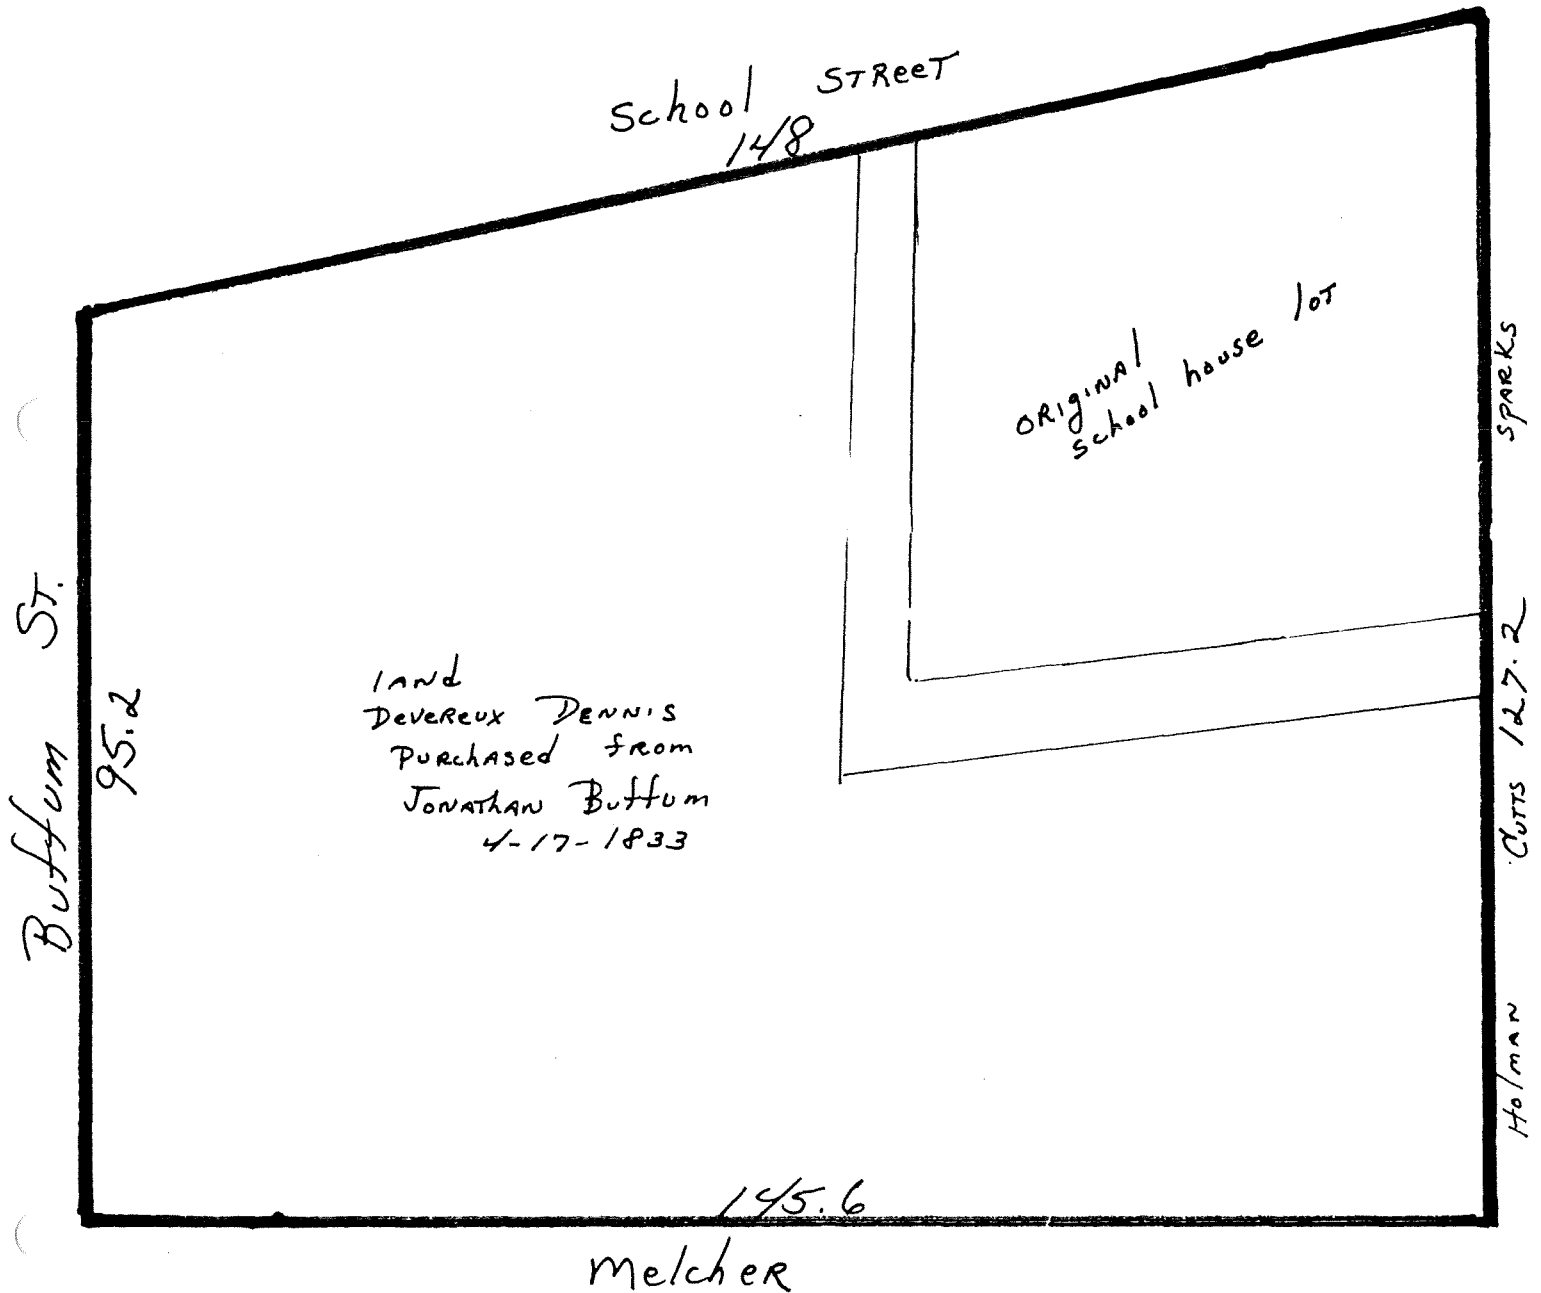 School STReeT
148
ORIgINAl
school house loT
SPARKS
Buffum ST.
95.2
lANd
DeveReux DeNNis
PURchAsed from
JONAThAN Buffum
4-17-1833
CuTTS 127.2
HolmAN
145.6
MelcheR